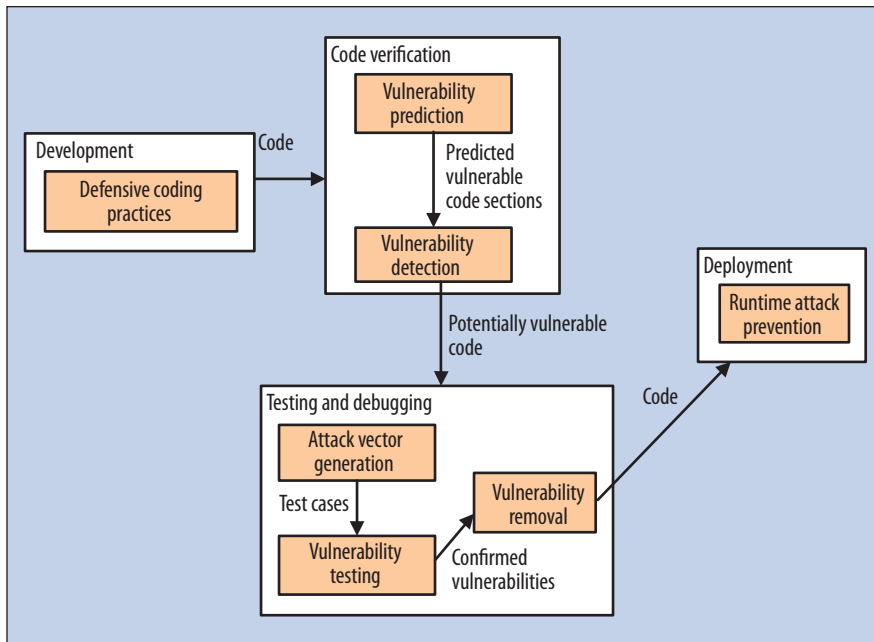 Code verification
Vulnerability
prediction
Predicted
vulnerable
code sections
Vulnerability
detection
Code
Development
Defensive coding
practices
Potentially vulnerable
code
Deployment
Runtime attack
prevention
Code
Testing and debugging
Attack vector
generation
Test cases
Vulnerability
testing
Confirmed
vulnerabilities
Vulnerability
removal